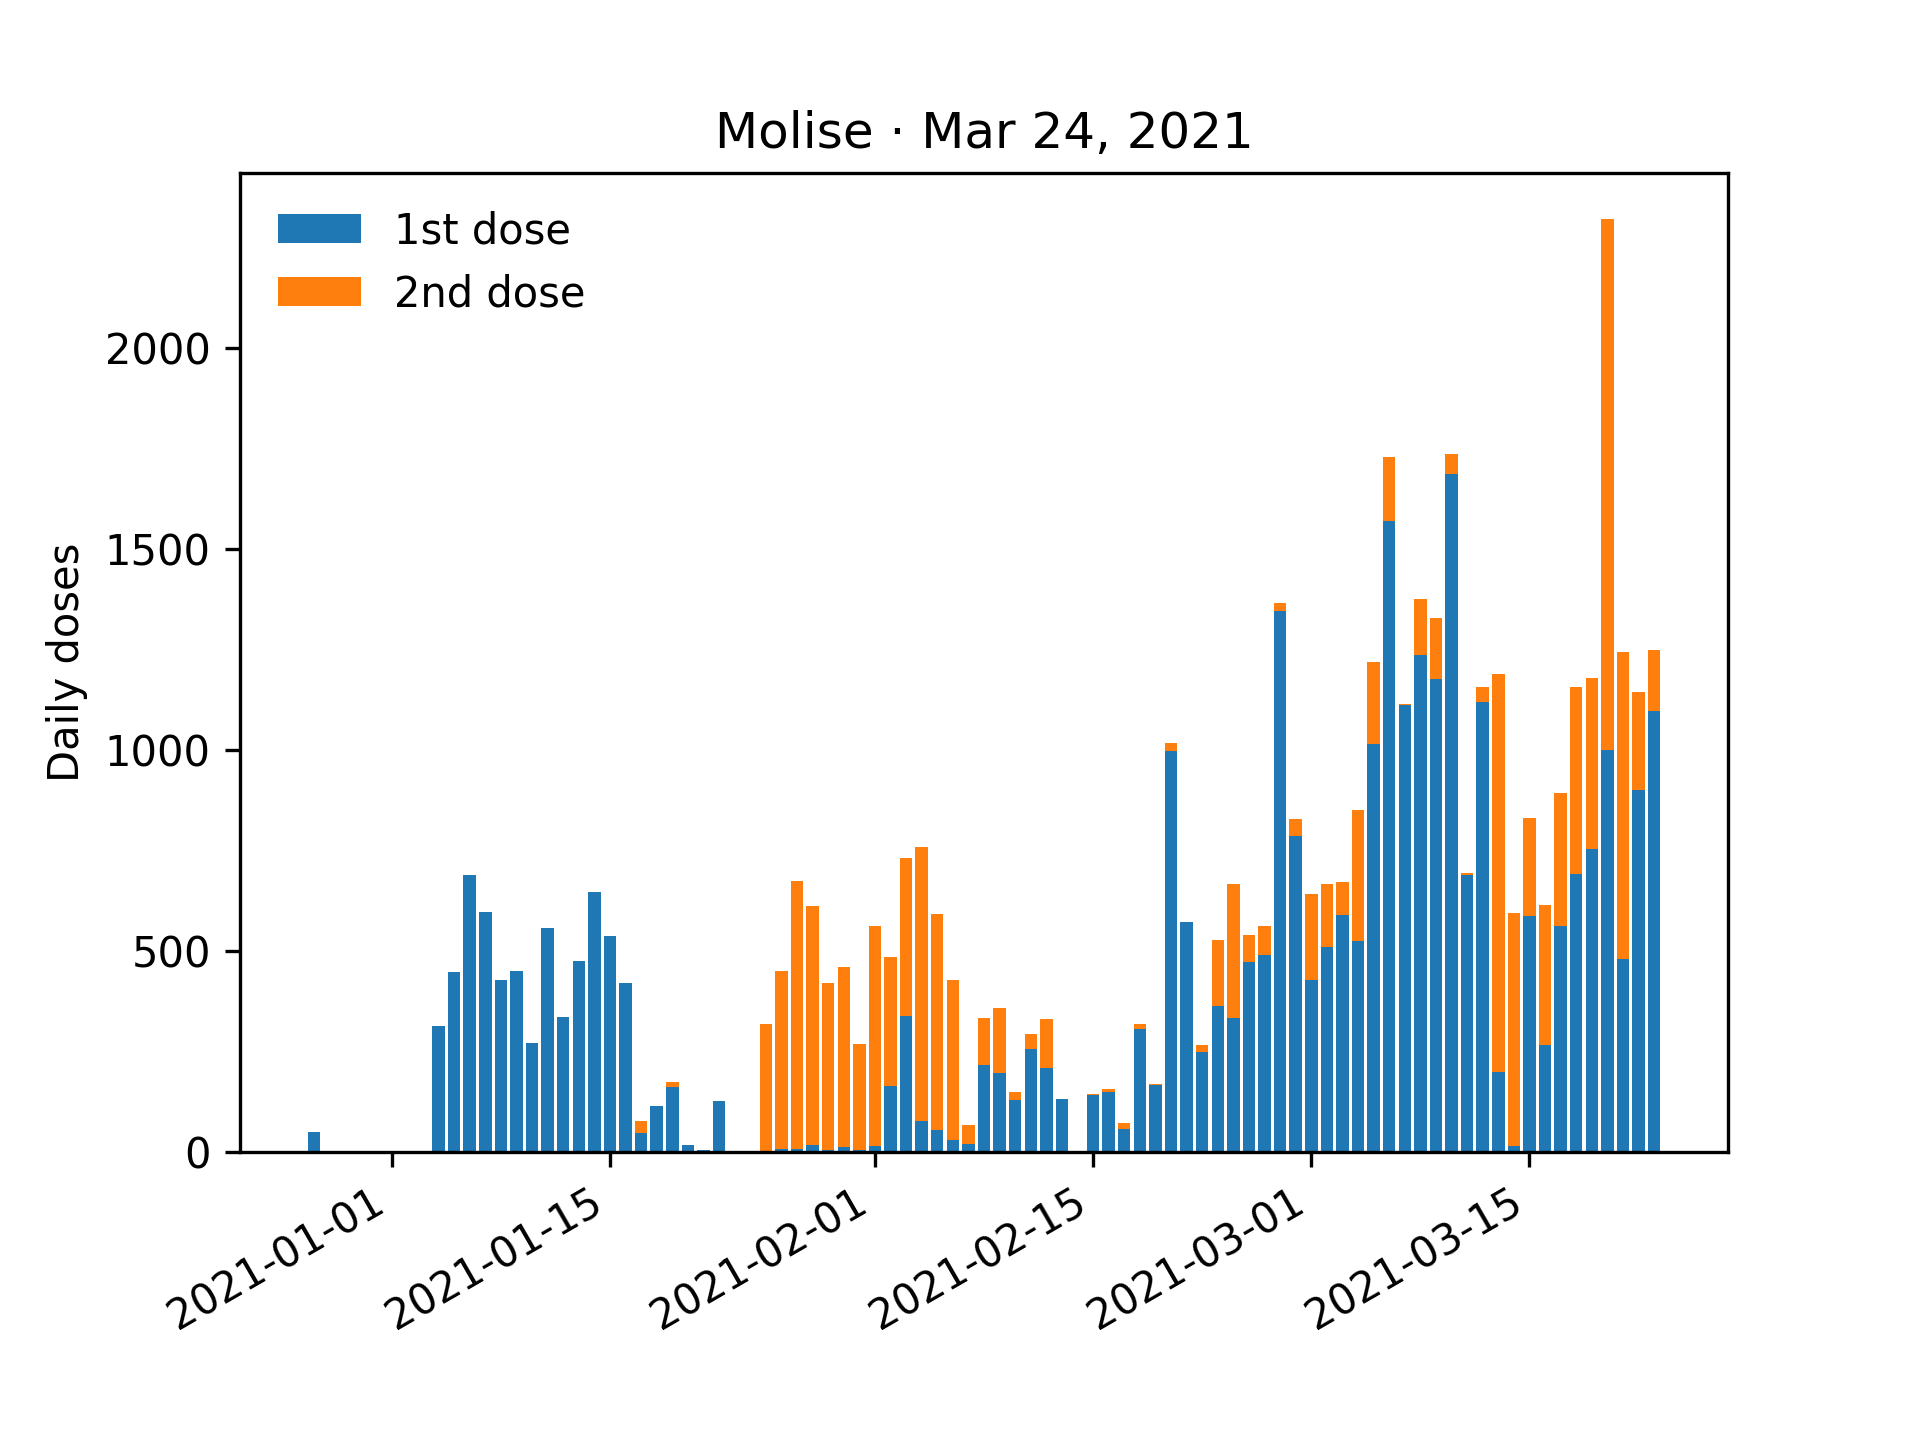 Molise · Mar 24, 2021
1st dose
2nd dose
Daily doses
2000
1500
1000
500
0
2021-01-01
2021-01-15
2021-02-01
2021-02-15
2021-03-01
2021-03-15